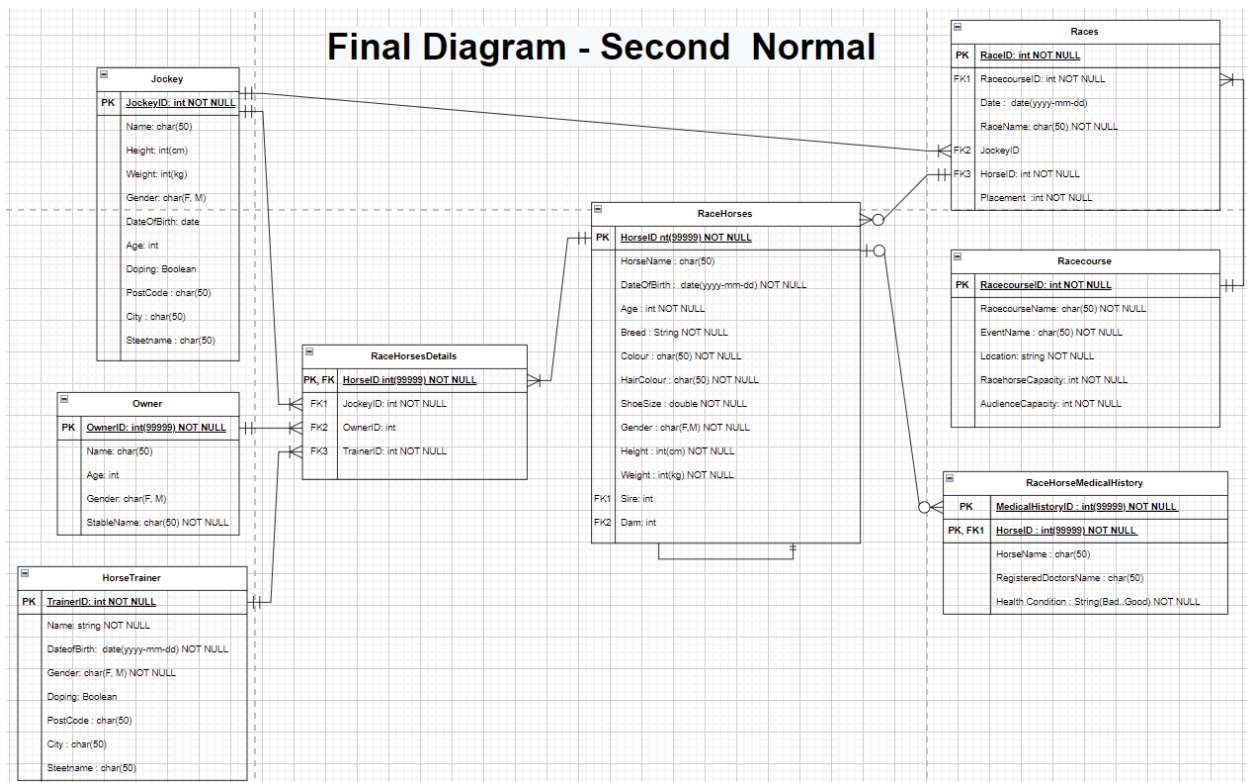 Final Diagram - Second Normal
Jockey
PK JockeyID: int NOT NULL
Name: char(50)
Height: int(cm)
Weight: int(kg)
Gender: char(F, M)
DateOfBirth: date
Age: int
Doping: Boolean
PostCode : char(50)
City : char(50)
Steetname : char(50)
Owner
PK OwnerID: int(99999) NOT NULL
Name: char(50)
Age: int
Gender: char(F, M)
StableName: char(50) NOT NULL
HorseTrainer
PK TrainerID: int NOT NULL
Name: string NOT NULL
DateofBirth: date(yyyy-mm-dd) NOT NULL
Gender: char(F, M) NOT NULL
Doping: Boolean
PostCode : char(50)
City : char(50)
Steetname : char(50)
RaceHorsesDetails
PK, FK HorseID int(99999) NOT NULL
FK1 JockeyID: int NOT NULL
FK2 OwnerID: int
FK3 TrainerID: int NOT NULL
RaceHorses
PK HorseID nt(99999) NOT NULL
HorseName : char(50)
DateOfBirth : date(yyyy-mm-dd) NOT NULL
Age : int NOT NULL
Breed : String NOT NULL
Colour : char(50) NOT NULL
HairColour : char(50) NOT NULL
ShoeSize : double NOT NULL
Gender : char(F,M) NOT NULL
Height : int(cm) NOT NULL
Weight : int(kg) NOT NULL
FK1 Sire: int
FK2 Dam: int
Races
PK RaceID: int NOT NULL
FK1 RacecourseID: int NOT NULL
Date : date(yyyy-mm-dd)
RaceName: char(50) NOT NULL
FK2 JockeyID
FK3 HorseID: int NOT NULL
Placement :int NOT NULL
Racecourse
PK RacecourseID: int NOT NULL
RacecourseName: char(50) NOT NULL
EventName : char(50) NOT NULL
Location: string NOT NULL
RacehorseCapacity: int NOT NULL
AudienceCapacity: int NOT NULL
RaceHorseMedicalHistory
PK MedicalHistoryID : int(99999) NOT NULL
PK, FK1 HorseID : int(99999) NOT NULL
HorseName : char(50)
RegisteredDoctorsName : char(50)
Health Condition : String(Bad..Good) NOT NULL